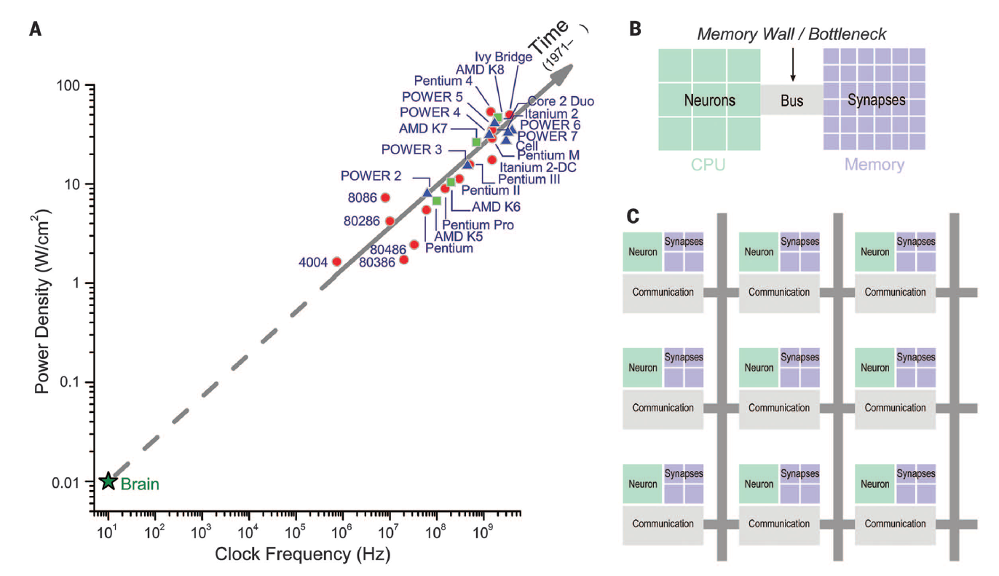 A
Time
(1971– )
Ivy Bridge
AMD K8
Pentium 4
POWER 5
Core 2 Duo
POWER 4
Itanium 2
AMD K7
POWER 6
POWER 7
Cell
POWER 3
Pentium M
Itanium 2-DC
POWER 2
Pentium III
Pentium II
8086
AMD K6
80286
Pentium Pro
AMD K5
80486
Pentium
4004
80386
100
10
1
0.1
0.01
Power Density (W/cm²)
Brain
10¹ 10² 10³ 10⁴ 10⁵ 10⁶ 10⁷ 10⁸ 10⁹
Clock Frequency (Hz)
B
Memory Wall / Bottleneck
Neurons Bus Synapses
CPU Memory
C
Neuron Synapses Neuron Synapses Neuron Synapses
Communication Communication Communication
Neuron Synapses Neuron Synapses Neuron Synapses
Communication Communication Communication
Neuron Synapses Neuron Synapses Neuron Synapses
Communication Communication Communication